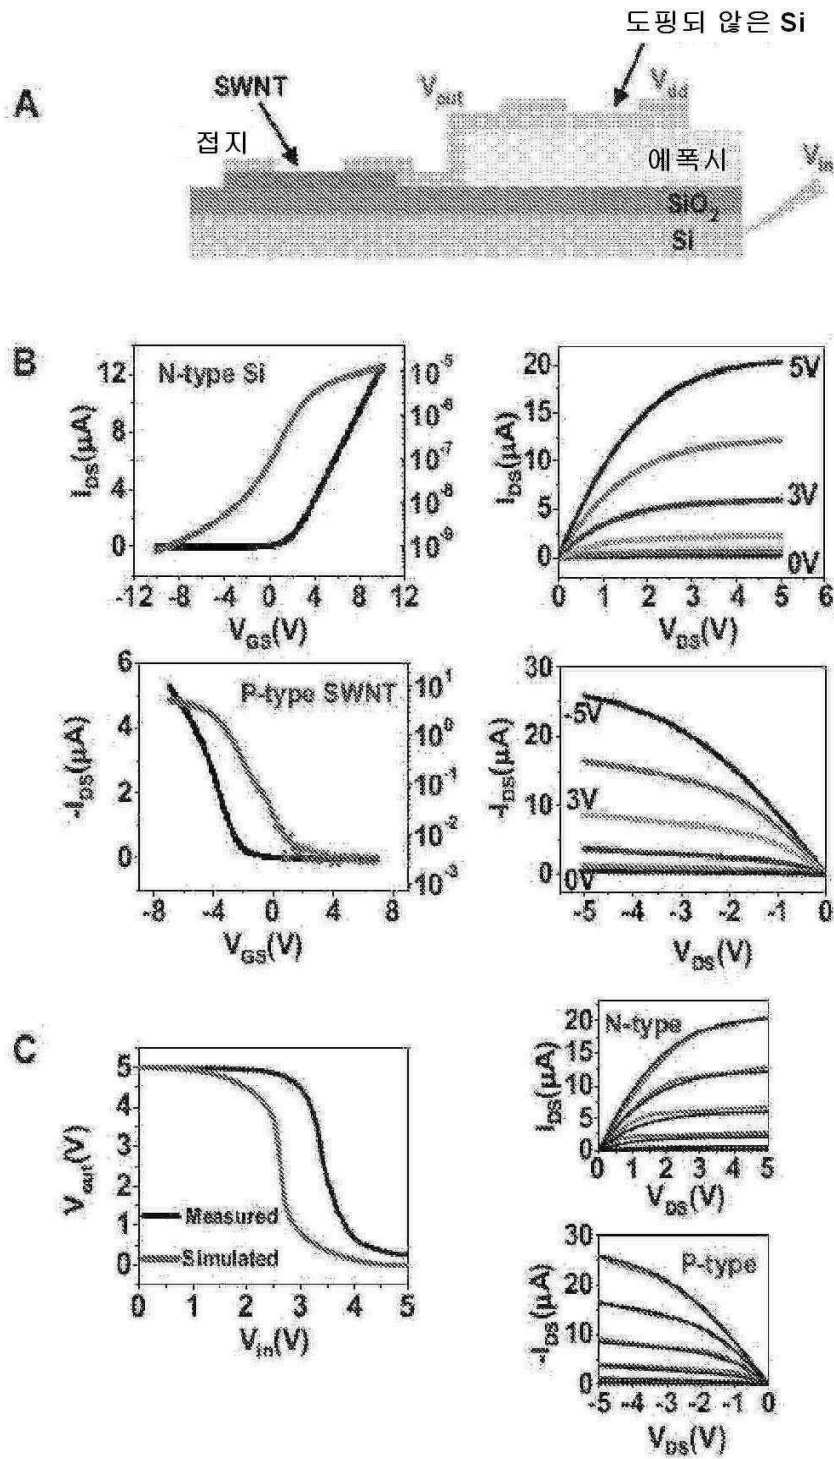 도핑되 않은 Si
A
SWNT
V_out
V_dd
접지
에폭시
V_in
SiO₂
Si
B
N-type Si
12
8
4
0
I_DS(μA)
10⁻⁵
10⁻⁶
10⁻⁷
10⁻⁸
10⁻⁹
-12 -8 -4 0 4 8 12
V_GS(V)
20
15
10
5
0
I_DS(μA)
5V
3V
0V
0 1 2 3 4 5 6
V_DS(V)
P-type SWNT
6
4
2
0
-I_DS(μA)
10¹
10⁰
10⁻¹
10⁻²
10⁻³
-8 -4 0 4 8
V_GS(V)
30
20
10
0
-I_DS(μA)
-5V
3V
0V
-5 -4 -3 -2 -1 0
V_DS(V)
C
5
4
3
2
1
0
V_out(V)
Measured
Simulated
0 1 2 3 4 5
V_in(V)
N-type
20
15
10
5
0
I_DS(μA)
0 1 2 3 4 5
V_DS(V)
P-type
30
20
10
0
-I_DS(μA)
-5 -4 -3 -2 -1 0
V_DS(V)